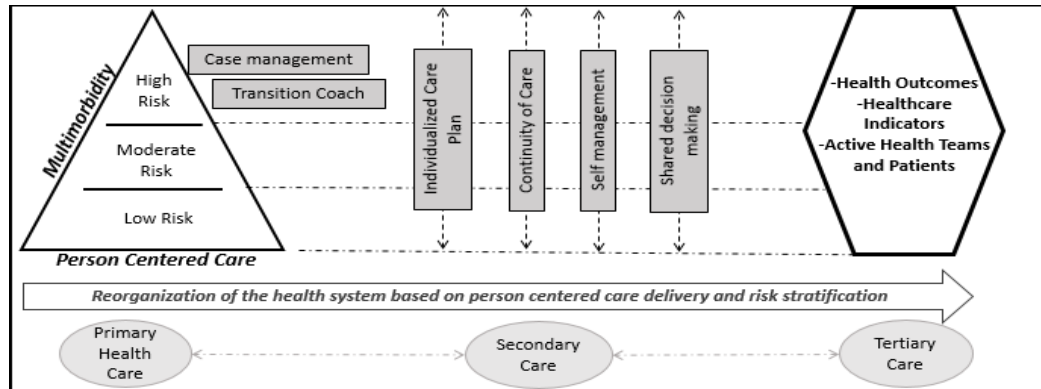 Multimorbidity
High
Risk
Moderate
Risk
Low Risk
Person Centered Care
Case management
Transition Coach
Individualized Care
Plan
Continuity of Care
Self management
Shared decision
making
-Health Outcomes
-Healthcare
Indicators
-Active Health Teams
and Patients
Reorganization of the health system based on person centered care delivery and risk stratification
Primary
Health
Care
Secondary
Care
Tertiary
Care